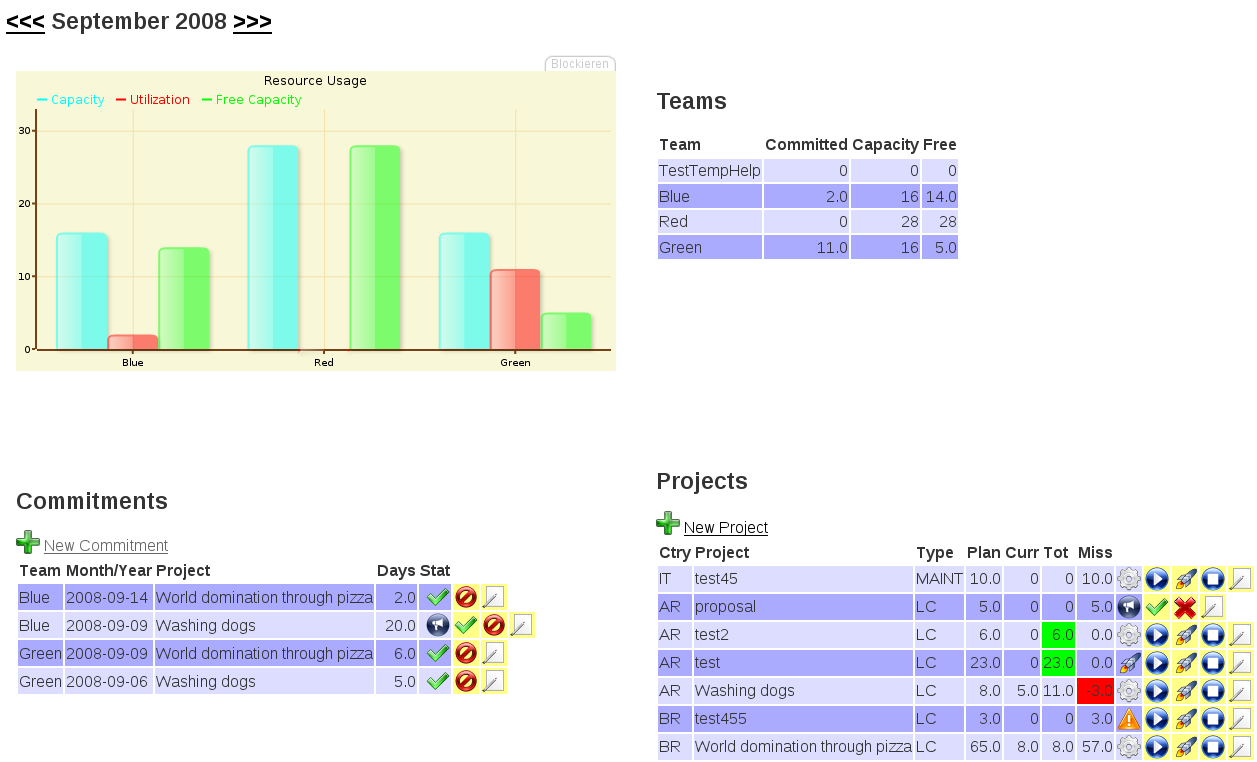 <<< September 2008 >>>
Blockieren
Resource Usage
Capacity Utilization Free Capacity
30
20
10
0
Blue Red Green
Teams
Team Committed Capacity Free
TestTempHelp 0 0 0
Blue 2.0 16 14.0
Red 0 28 28
Green 11.0 16 5.0
Commitments
New Commitment
Team Month/Year Project Days Stat
Blue 2008-09-14 World domination through pizza 2.0
Blue 2008-09-09 Washing dogs 20.0
Green 2008-09-09 World domination through pizza 6.0
Green 2008-09-06 Washing dogs 5.0
Projects
New Project
Ctry Project Type Plan Curr Tot Miss
IT test45 MAINT 10.0 0 0 10.0
AR proposal LC 5.0 0 0 5.0
AR test2 LC 6.0 0 6.0 0.0
AR test LC 23.0 0 23.0 0.0
AR Washing dogs LC 8.0 5.0 11.0 -3.0
BR test455 LC 3.0 0 0 3.0
BR World domination through pizza LC 65.0 8.0 8.0 57.0